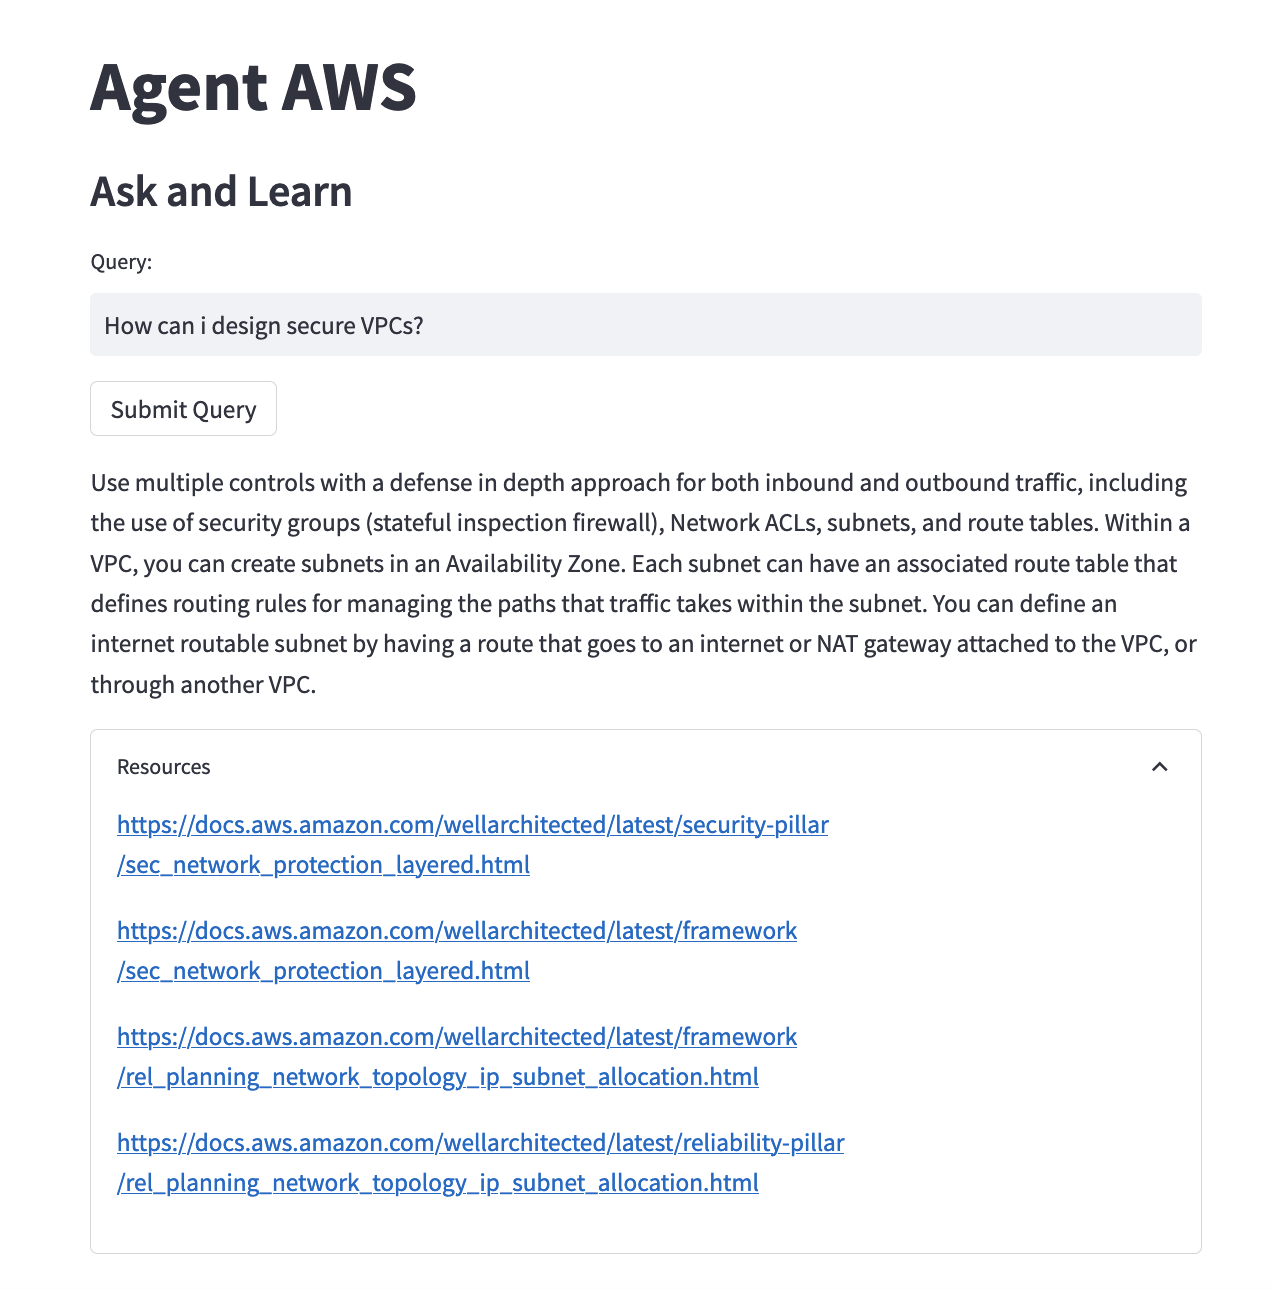 Agent AWS
Ask and Learn
Query:
How can i design secure VPCs?
Submit Query
Use multiple controls with a defense in depth approach for both inbound and outbound traffic, including
the use of security groups (stateful inspection firewall), Network ACLs, subnets, and route tables. Within a
VPC, you can create subnets in an Availability Zone. Each subnet can have an associated route table that
defines routing rules for managing the paths that traffic takes within the subnet. You can define an
internet routable subnet by having a route that goes to an internet or NAT gateway attached to the VPC, or
through another VPC.
Resources
https://docs.aws.amazon.com/wellarchitected/latest/security-pillar
/sec_network_protection_layered.html
https://docs.aws.amazon.com/wellarchitected/latest/framework
/sec_network_protection_layered.html
https://docs.aws.amazon.com/wellarchitected/latest/framework
/rel_planning_network_topology_ip_subnet_allocation.html
https://docs.aws.amazon.com/wellarchitected/latest/reliability-pillar
/rel_planning_network_topology_ip_subnet_allocation.html